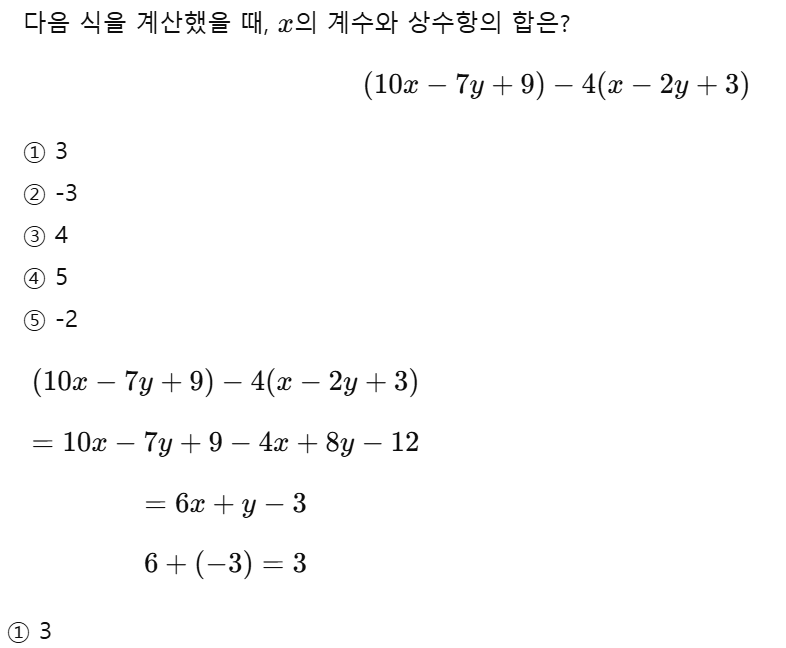 다음 식을 계산했을 때, x의 계수와 상수항의 합은?
(10x − 7y + 9) − 4(x − 2y + 3)
① 3
② -3
③ 4
④ 5
⑤ -2
(10x − 7y + 9) − 4(x − 2y + 3)
= 10x − 7y + 9 − 4x + 8y − 12
= 6x + y − 3
6 + (−3) = 3
① 3